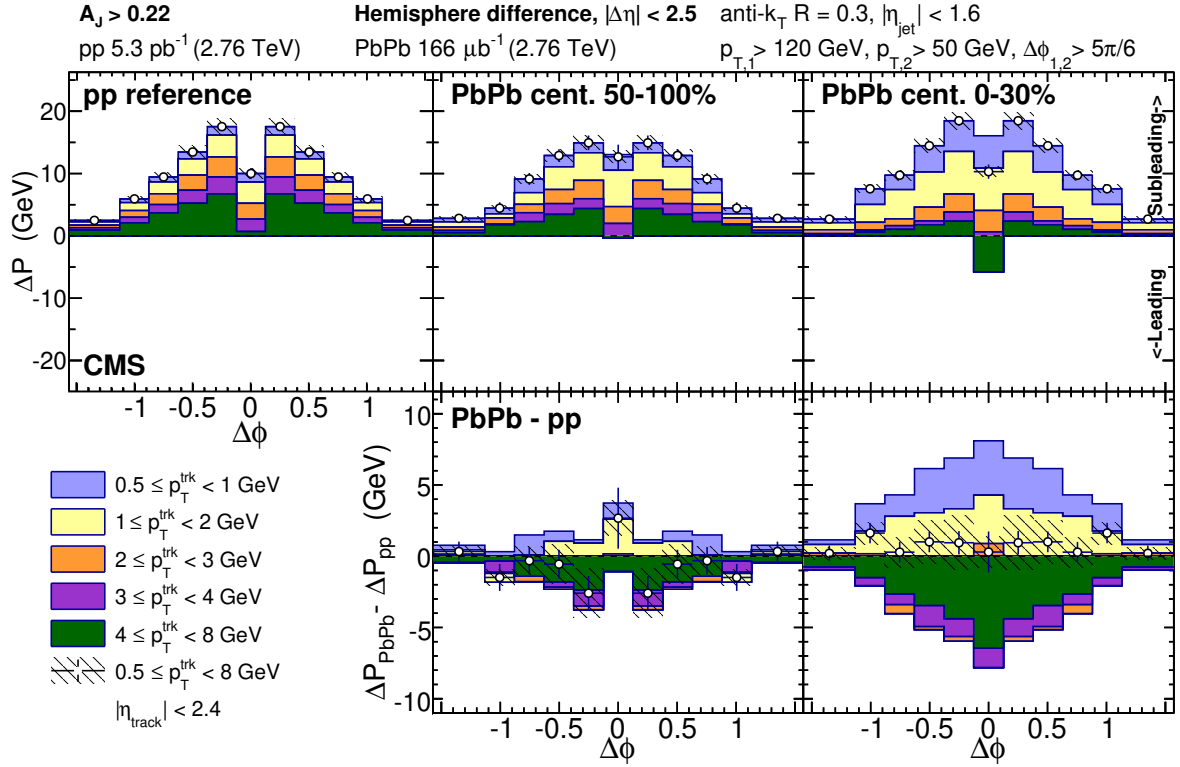 A_J > 0.22 Hemisphere difference, |Δη| < 2.5 anti-k_T R = 0.3, |η_jet| < 1.6
pp 5.3 pb⁻¹ (2.76 TeV) PbPb 166 μb⁻¹ (2.76 TeV) p_T,1 > 120 GeV, p_T,2 > 50 GeV, Δϕ_1,2 > 5π/6
pp reference PbPb cent. 50-100% PbPb cent. 0-30%
20
10
0
-10
-20
ΔP (GeV)
Subleading->
<-Leading
CMS
-1 -0.5 0 0.5 1
Δϕ
PbPb - pp
10
5
0
-5
-10
ΔP_PbPb - ΔP_pp (GeV)
0.5 ≤ p_T^trk < 1 GeV
1 ≤ p_T^trk < 2 GeV
2 ≤ p_T^trk < 3 GeV
3 ≤ p_T^trk < 4 GeV
4 ≤ p_T^trk < 8 GeV
0.5 ≤ p_T^trk < 8 GeV
|η_track| < 2.4
-1 -0.5 0 0.5 1 -1 -0.5 0 0.5 1
Δϕ Δϕ